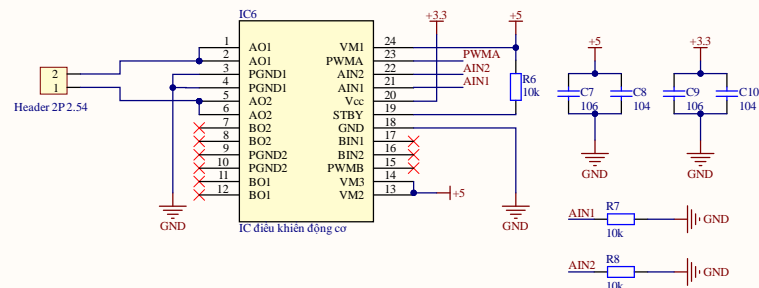 IC6
+3.3
+5
1 AO1 VM1 24
2 AO1 PWMA 23 PWMA
3 PGND1 AIN2 22 AIN2
4 PGND1 AIN1 21 AIN1
5 AO2 Vcc 20
6 AO2 STBY 19
7 BO2 GND 18
8 BO2 BIN1 17
9 PGND2 BIN2 16
10 PGND2 PWMB 15
11 BO1 VM3 14
12 BO1 VM2 13
IC điều khiển động cơ
2
1
Header 2P 2.54
GND
+5
R6
10k
GND
+5
C7
106
C8
104
GND
+3.3
C9
106
C10
104
GND
AIN1 R7 GND
10k
AIN2 R8 GND
10k